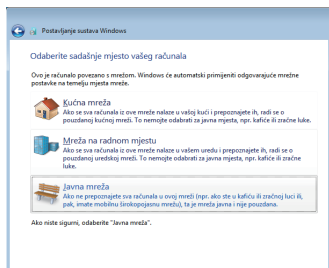 Postavljanje sustava Windows
Odaberite sadašnje mjesto vašeg računala
Ovo je računalo povezano s mrežom. Windows će automatski primijeniti odgovarajuće mrežne
postavke na temelju mjesta mreže.
Kućna mreža
Ako se sva računala iz ove mreže nalaze u vašoj kući i prepoznajete ih, radi se o
pouzdanoj kućnoj mreži. To nemojte odabrati za javna mjesta, npr. kafiće ili zračne luke.
Mreža na radnom mjestu
Ako se sva računala iz ove mreže nalaze u vašem uredu i prepoznajete ih, radi se o
pouzdanoj uredskoj mreži. To nemojte odabrati za javna mjesta, npr. kafiće ili zračne
luke.
Javna mreža
Ako ne prepoznajete sva računala u ovoj mreži (npr. ako ste u kafiću ili zračnoj luci ili,
pak, imate mobilnu širokopojasnu mrežu), ta je mreža javna i nije pouzdana.
Ako niste sigurni, odaberite "Javna mreža".